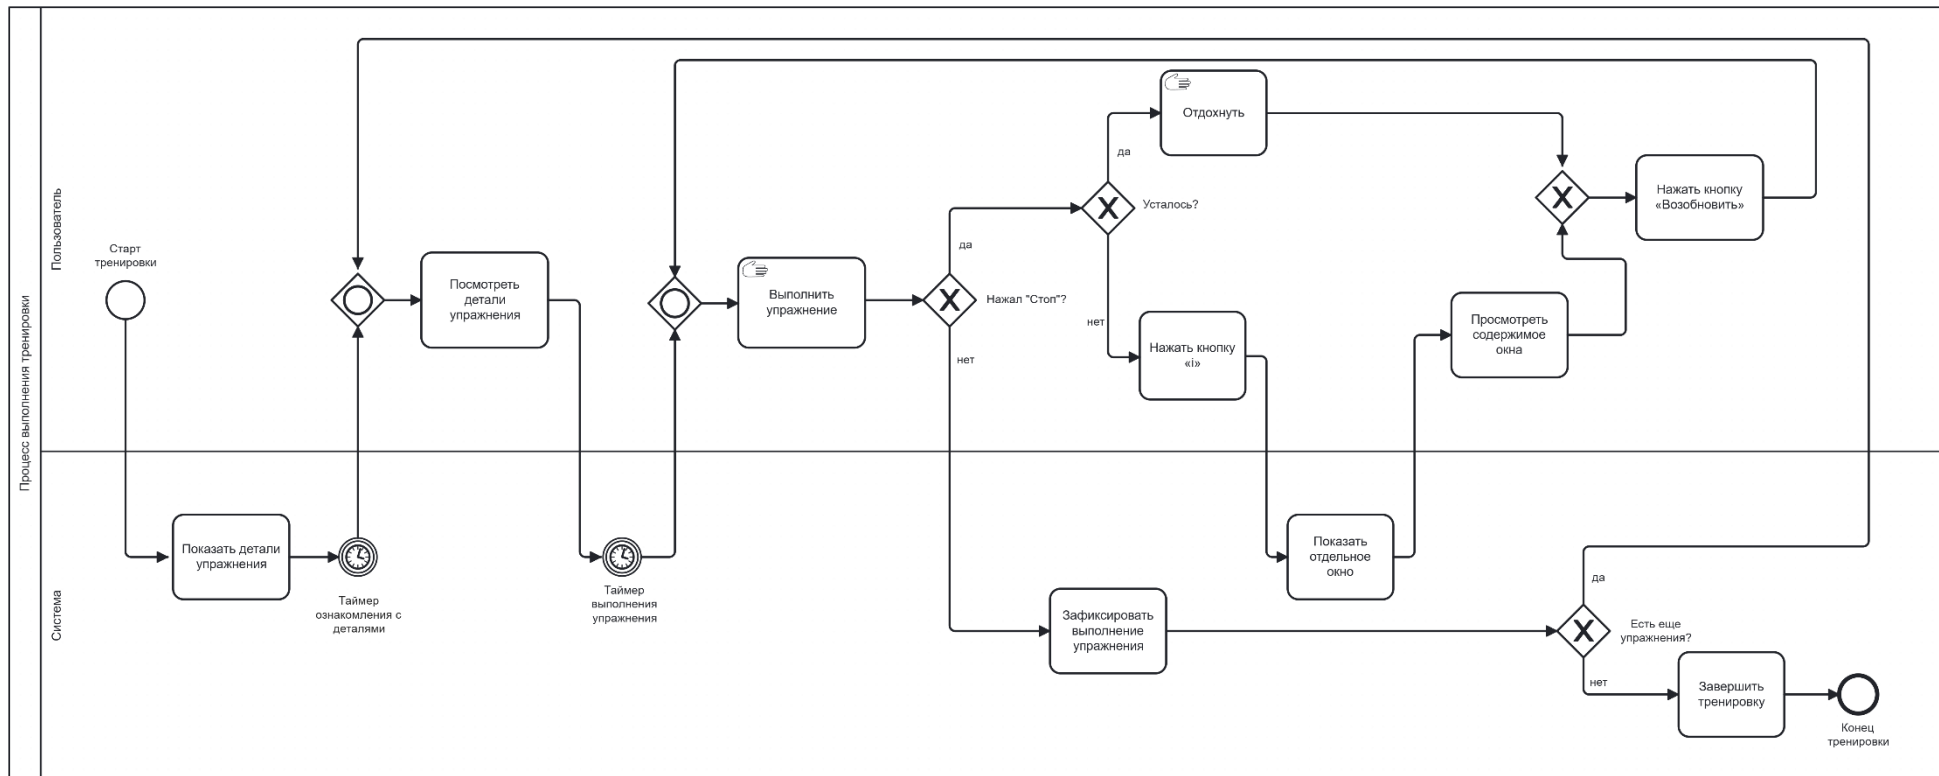 Процесс выполнения тренировки
Пользователь
Старт
тренировки
Посмотреть
детали
упражнения
Выполнить
упражнение
Нажал "Стоп"?
да
нет
Усталось?
да
нет
Отдохнуть
Нажать кнопку
«i»
Просмотреть
содержимое
окна
Нажать кнопку
«Возобновить»
Система
Показать детали
упражнения
Таймер
ознакомления с
деталями
Таймер
выполнения
упражнения
Зафиксировать
выполнение
упражнения
Показать
отдельное
окно
Есть еще
упражнения?
да
нет
Завершить
тренировку
Конец
тренировки